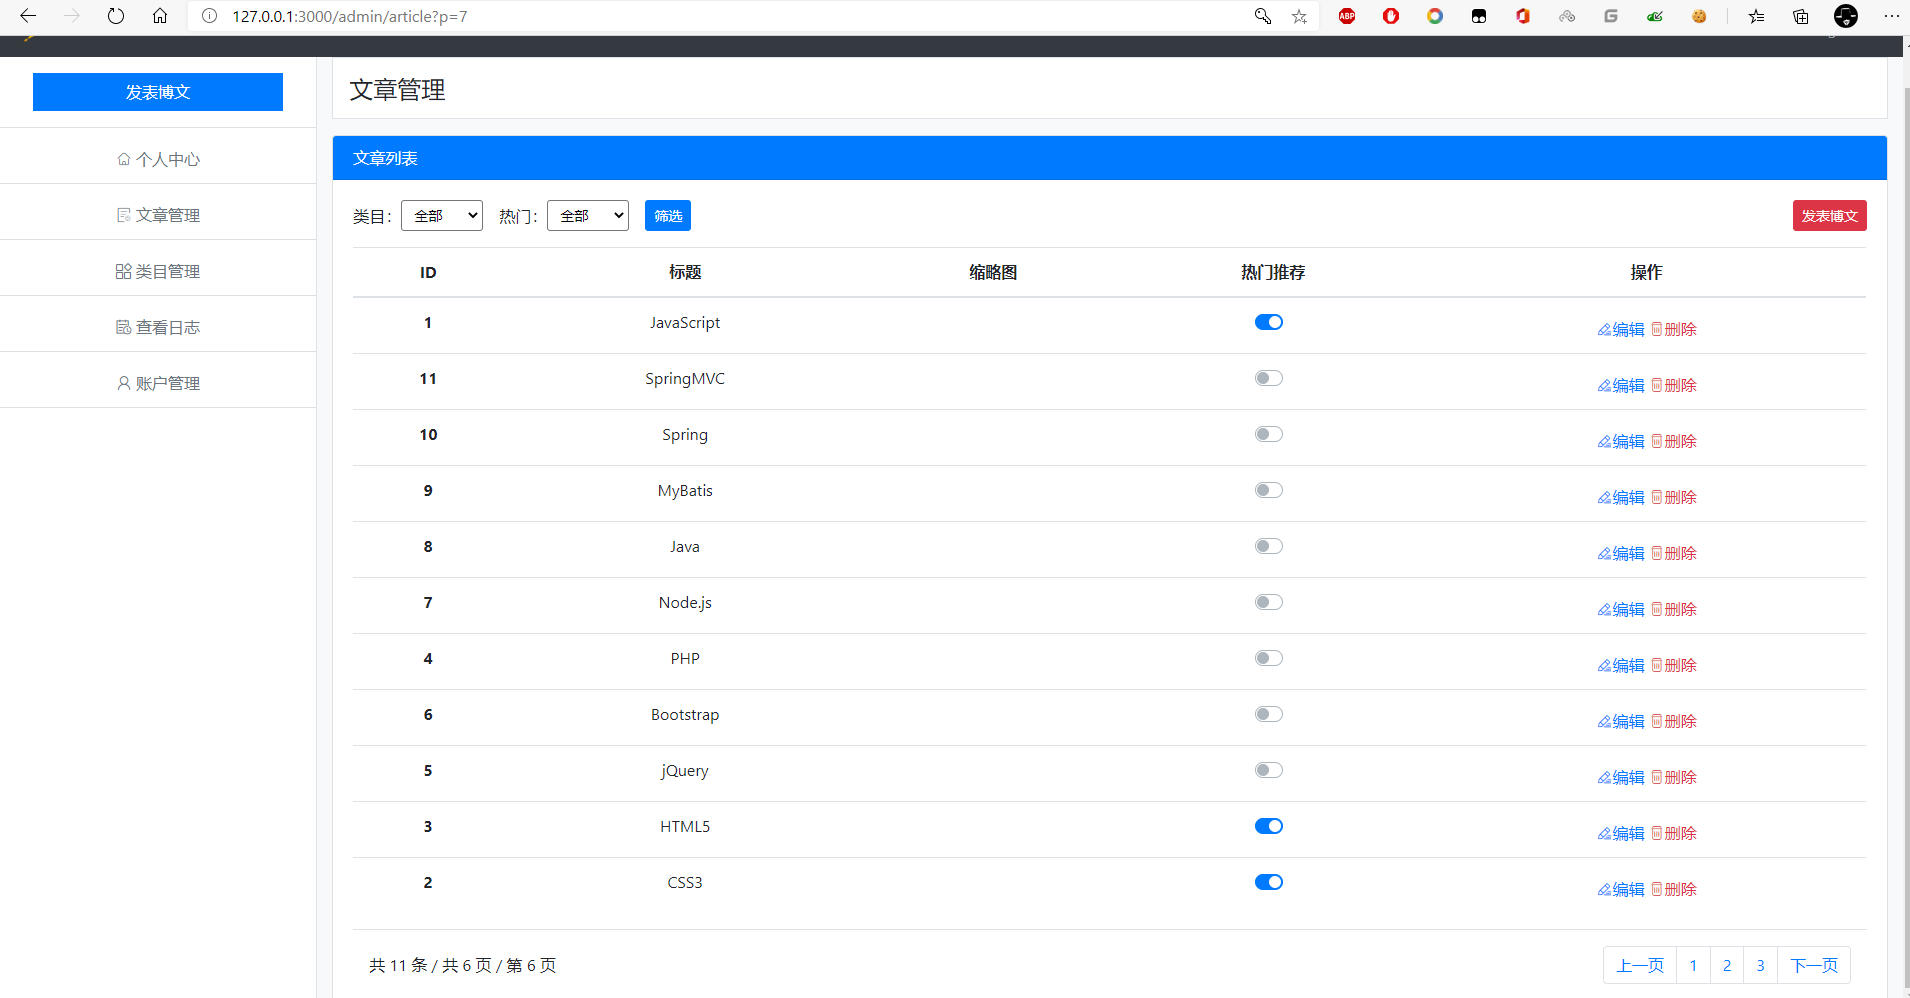 127.0.0.1:3000/admin/article?p=7
ABP
发表博文
文章管理
个人中心
文章管理
类目管理
查看日志
账户管理
文章列表
类目： 全部 热门： 全部 筛选 发表博文
ID 标题 缩略图 热门推荐 操作
1 JavaScript 编辑 删除
11 SpringMVC 编辑 删除
10 Spring 编辑 删除
9 MyBatis 编辑 删除
8 Java 编辑 删除
7 Node.js 编辑 删除
4 PHP 编辑 删除
6 Bootstrap 编辑 删除
5 jQuery 编辑 删除
3 HTML5 编辑 删除
2 CSS3 编辑 删除
共 11 条 / 共 6 页 / 第 6 页 上一页 1 2 3 下一页